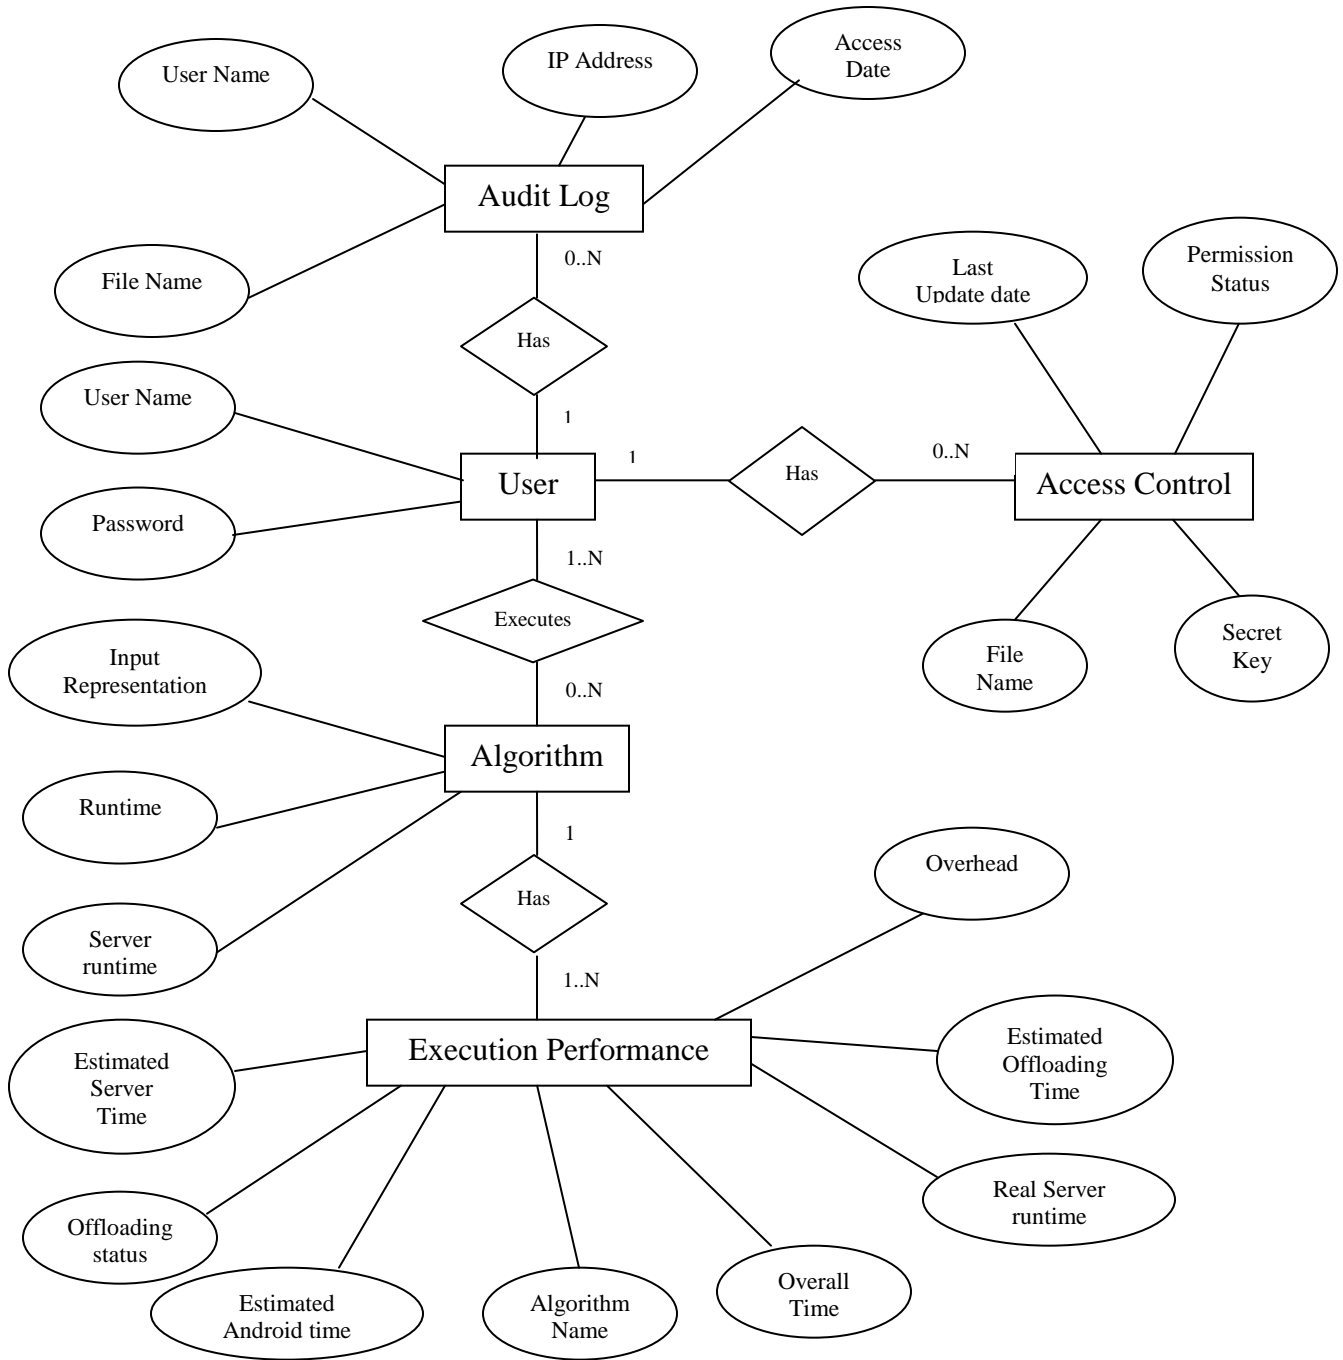 User Name
IP Address
Access
Date
Audit Log
File Name
0..N
Last
Update date
Permission
Status
Has
User Name
1
1
0..N
User
Has
Access Control
Password
1..N
Executes
Input
Representation
0..N
File
Name
Secret
Key
Algorithm
Runtime
1
Overhead
Has
Server
runtime
1..N
Execution Performance
Estimated
Server
Time
Estimated
Offloading
Time
Real Server
runtime
Offloading
status
Estimated
Android time
Algorithm
Name
Overall
Time